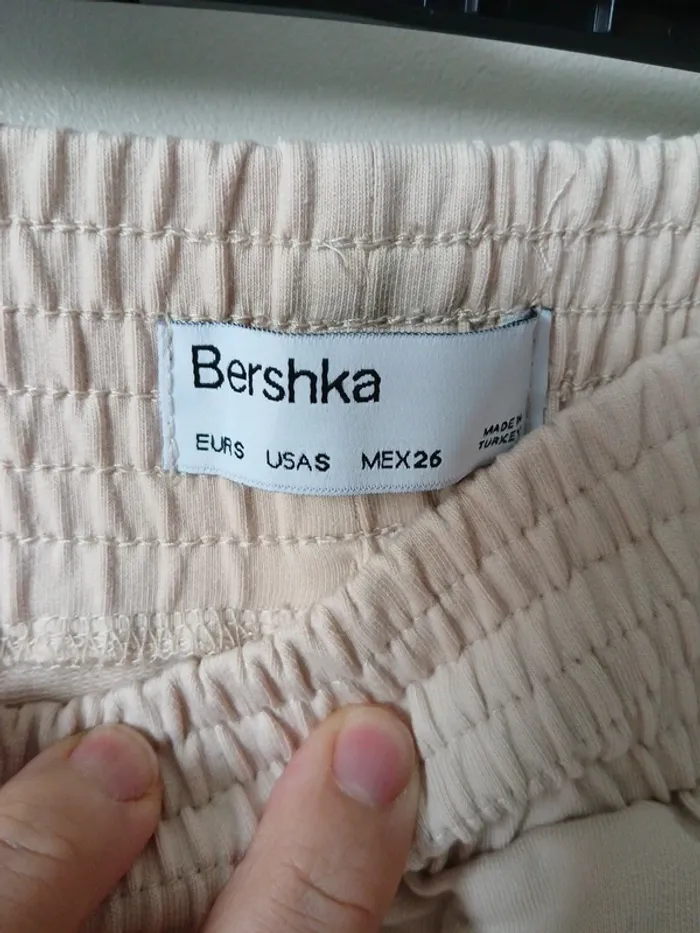 Bershka
EUR S USA S MEX 26
MADE IN
TURKEY